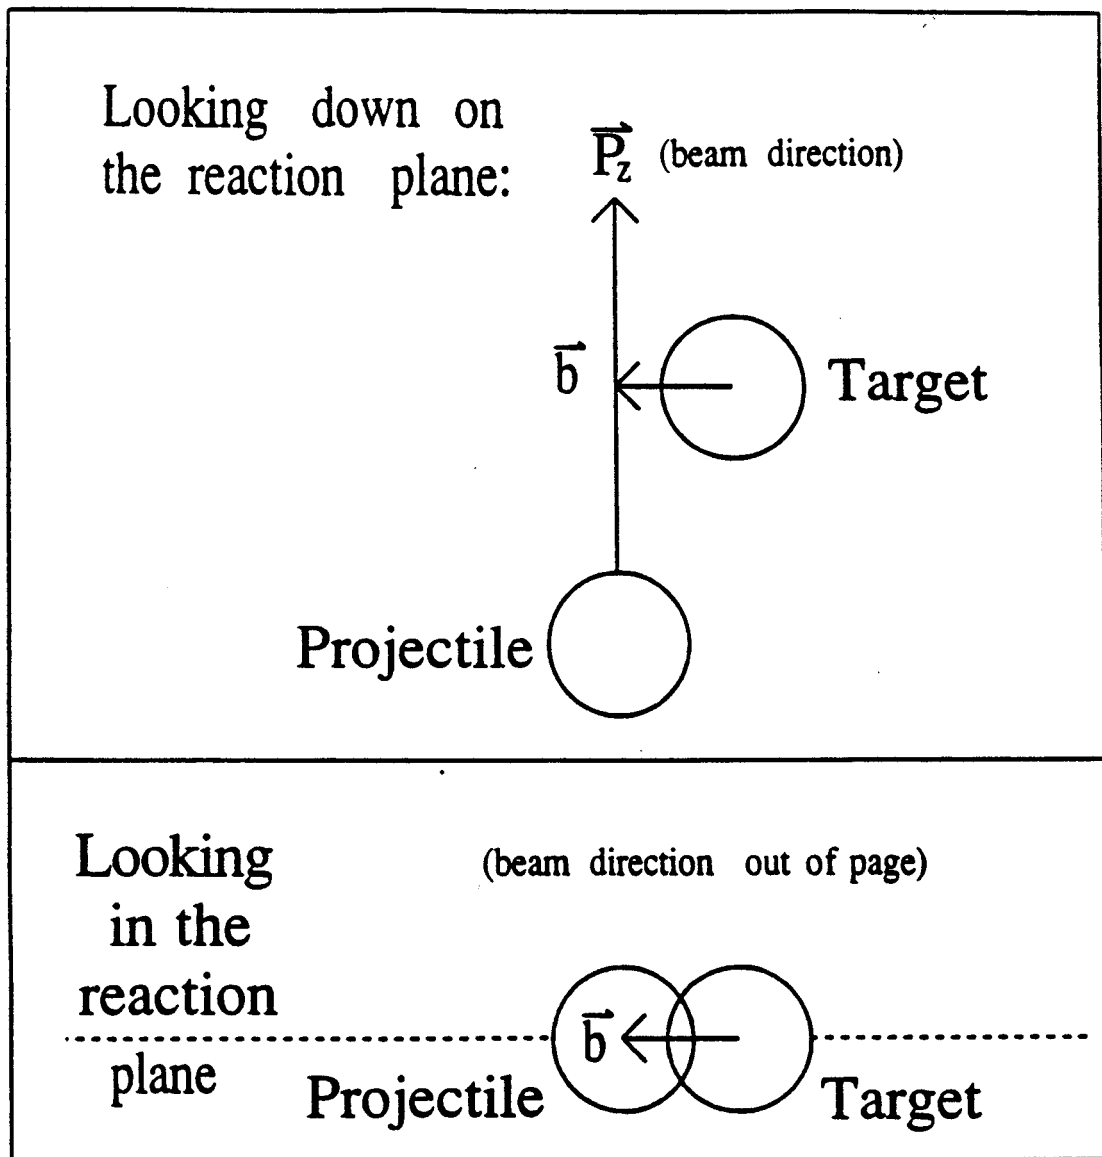 Looking down on
the reaction plane:
P⃗z (beam direction)
b⃗
Target
Projectile
Looking
in the
reaction
plane
(beam direction out of page)
b⃗
Projectile
Target